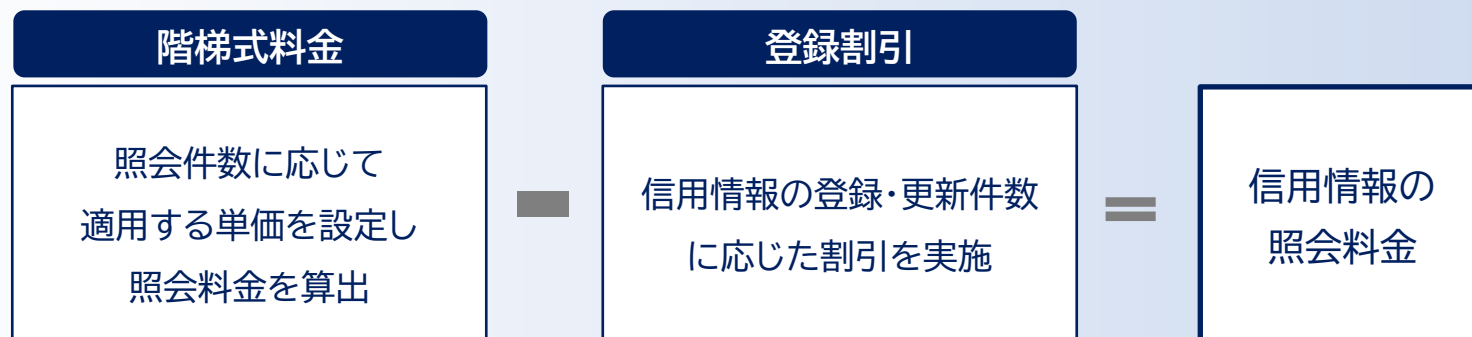 階梯式料金
照会件数に応じて
適用する単価を設定し
照会料金を算出
登録割引
信用情報の登録・更新件数
に応じた割引を実施
信用情報の
照会料金